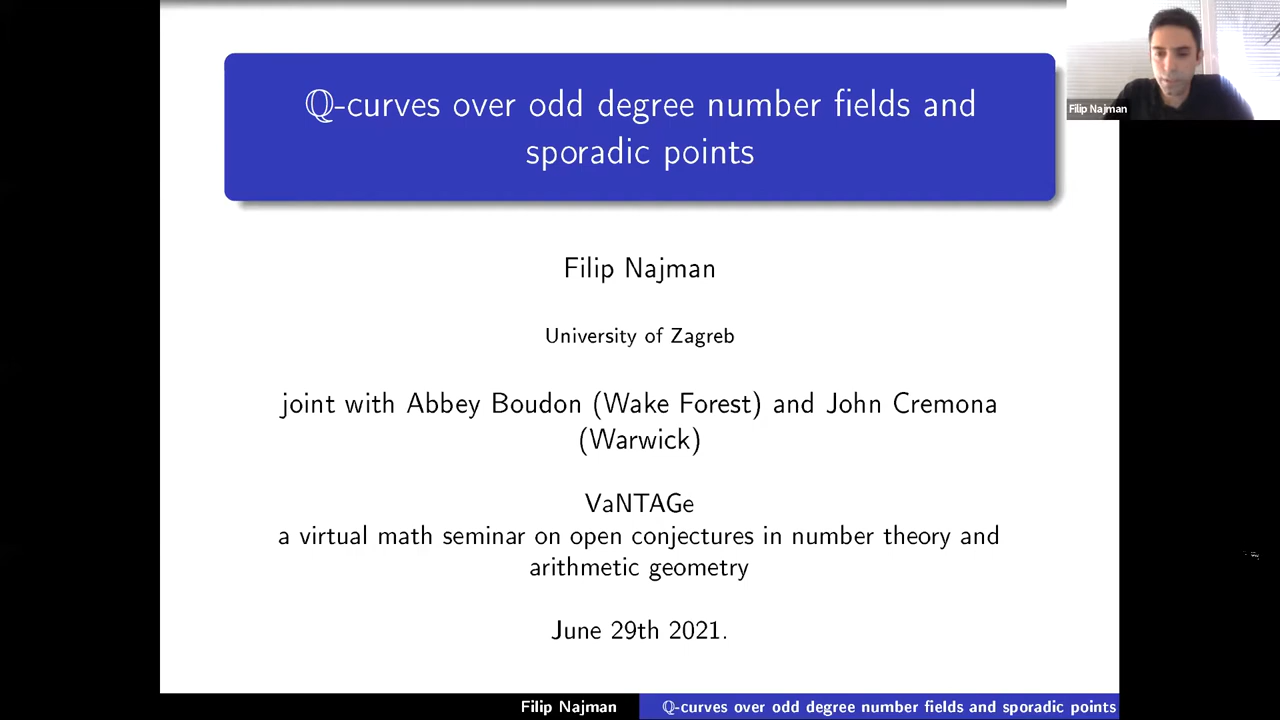 ℚ-curves over odd degree number fields and
sporadic points
Filip Najman
Filip Najman
University of Zagreb
joint with Abbey Boudon (Wake Forest) and John Cremona
(Warwick)
VaNTAGe
a virtual math seminar on open conjectures in number theory and
arithmetic geometry
June 29th 2021.
Filip Najman
ℚ-curves over odd degree number fields and sporadic points